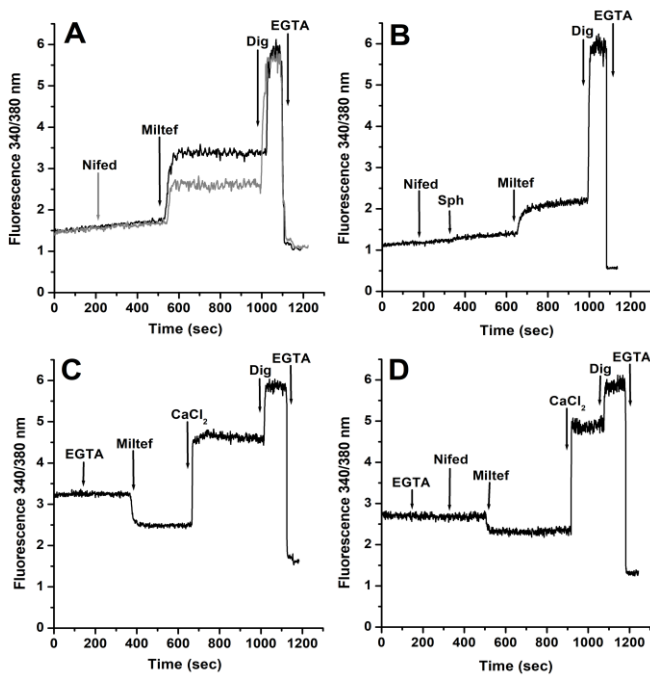 A
Dig
EGTA
Miltef
Nifed
Fluorescence 340/380 nm
6
5
4
3
2
1
0
0 200 400 600 800 1000 1200
Time (sec)
B
EGTA
Dig
Nifed
Sph
Miltef
Fluorescence 340/380 nm
6
5
4
3
2
1
0
0 200 400 600 800 1000 1200
Time (sec)
C
EGTA
Miltef
CaCl2
Dig
EGTA
Fluorescence 340/380 nm
6
5
4
3
2
1
0
0 200 400 600 800 1000 1200
Time (sec)
D
EGTA
Nifed
Miltef
CaCl2
Dig
EGTA
Fluorescence 340/380 nm
6
5
4
3
2
1
0
0 200 400 600 800 1000 1200
Time (sec)